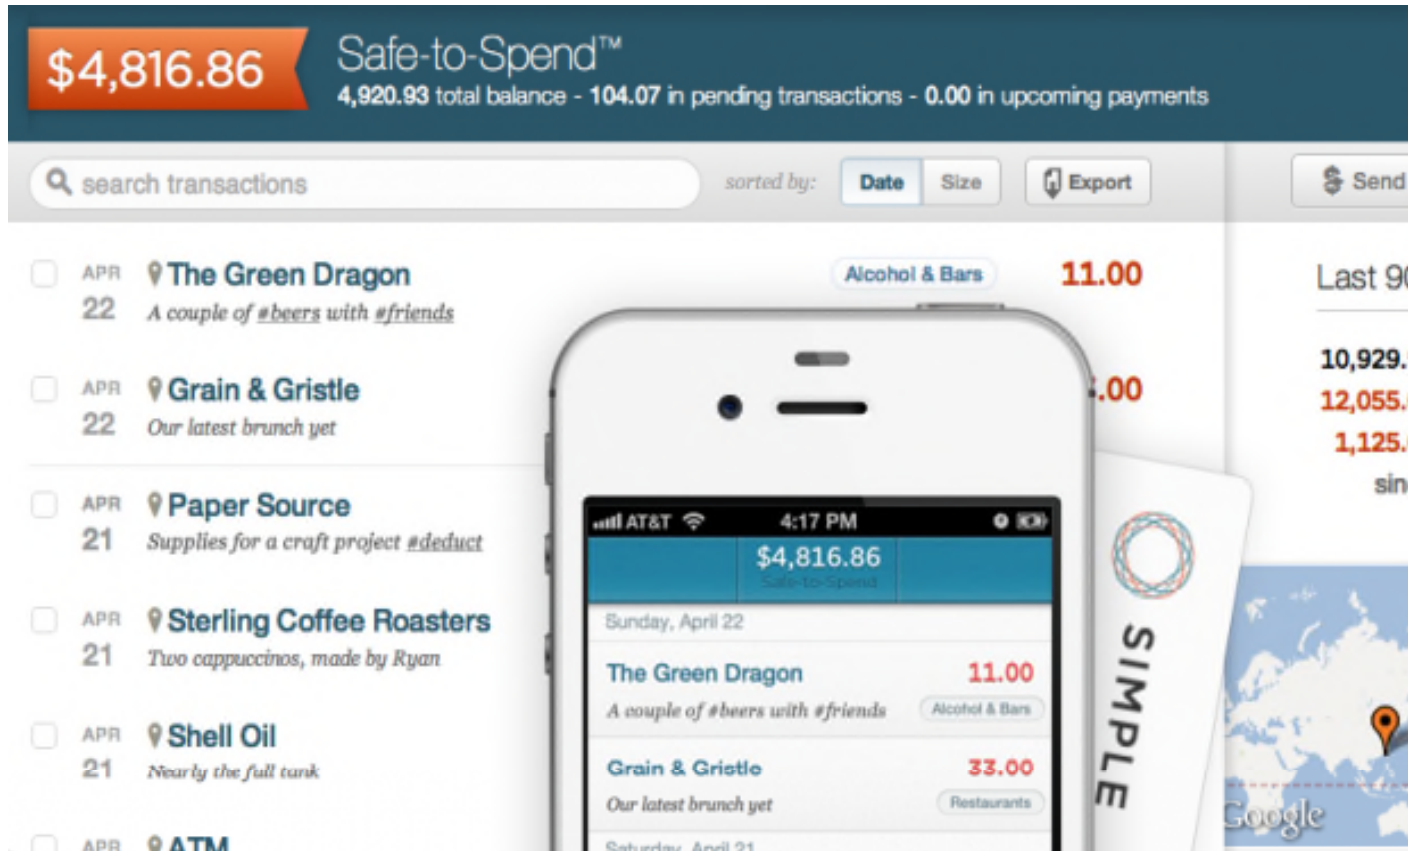 $4,816.86
Safe-to-Spend™
4,920.93 total balance - 104.07 in pending transactions - 0.00 in upcoming payments
search transactions
sorted by:
Date
Size
Export
Send
APR 22
The Green Dragon
Alcohol & Bars
11.00
A couple of #beers with #friends
APR 22
Grain & Gristle
.00
Our latest brunch yet
APR 21
Paper Source
Supplies for a craft project #deduct
APR 21
Sterling Coffee Roasters
Two cappuccinos, made by Ryan
APR 21
Shell Oil
Nearly the full tank
APR
ATM
Last 90
10,929.
12,055.
1,125.
Google
AT&T
4:17 PM
$4,816.86
Safe-to-Spend
Sunday, April 22
The Green Dragon
11.00
A couple of #beers with #friends
Alcohol & Bars
Grain & Gristle
33.00
Our latest brunch yet
Restaurants
Saturday, April 21
SIMPLE